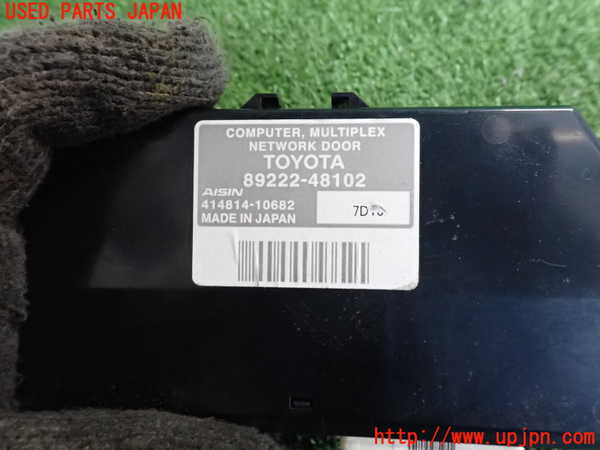 USED PARTS JAPAN
COMPUTER, MULTIPLEX
NETWORK DOOR
TOYOTA
89222-48102
AISIN
414814-10682
MADE IN JAPAN
* http://www.upjpn.com *